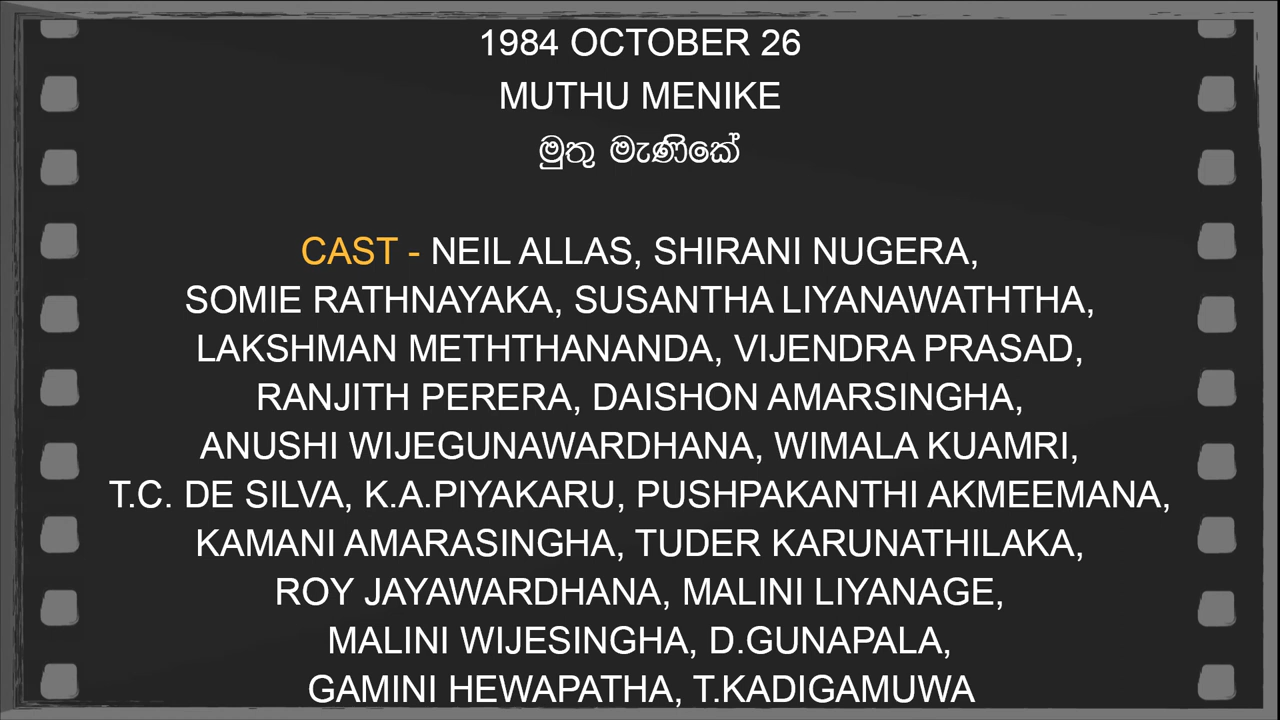 1984 OCTOBER 26
MUTHU MENIKE
මුතු මැණිකේ
CAST - NEIL ALLAS, SHIRANI NUGERA,
SOMIE RATHNAYAKA, SUSANTHA LIYANAWATHTHA,
LAKSHMAN METHTHANANDA, VIJENDRA PRASAD,
RANJITH PERERA, DAISHON AMARSINGHA,
ANUSHI WIJEGUNAWARDHANA, WIMALA KUAMRI,
T.C. DE SILVA, K.A.PIYAKARU, PUSHPAKANTHI AKMEEMANA,
KAMANI AMARASINGHA, TUDER KARUNATHILAKA,
ROY JAYAWARDHANA, MALINI LIYANAGE,
MALINI WIJESINGHA, D.GUNAPALA,
GAMINI HEWAPATHA, T.KADIGAMUWA